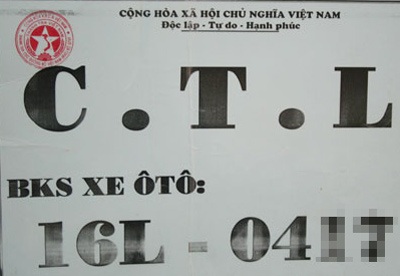 CỘNG HÒA XÃ HỘI CHỦ NGHĨA VIỆT NAM
Độc lập - Tự do - Hạnh phúc
C . T . L
BKS XE ÔTÔ:
16L - 04